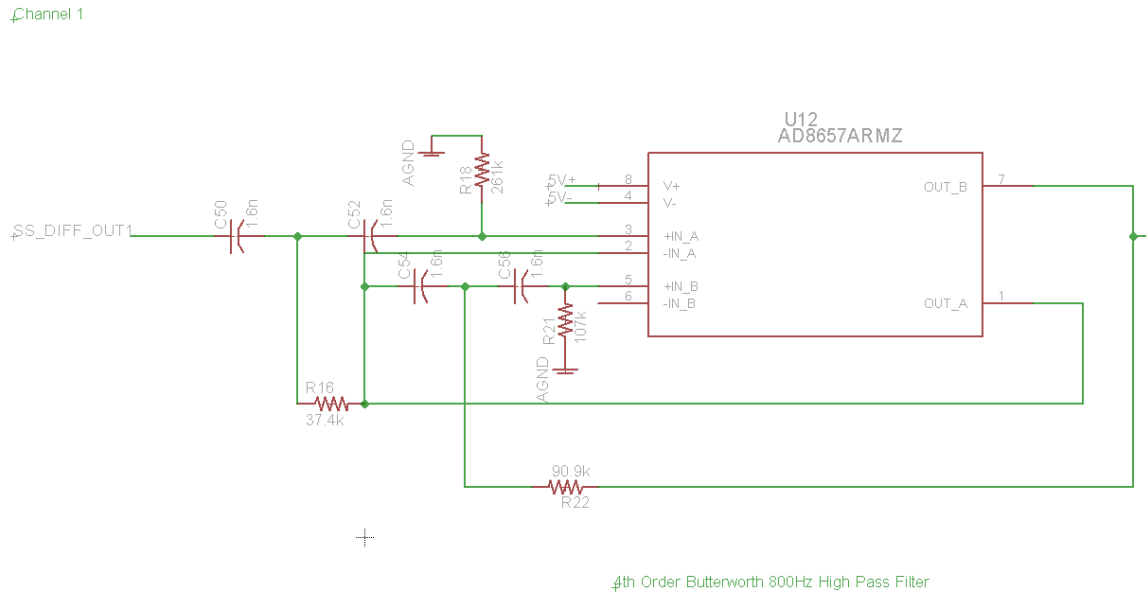 Channel 1
U12
AD8657ARMZ
AGND
R18
261k
5V+
5V-
8
V+
4
V-
OUT_B
7
SS_DIFF_OUT1
C50
1.6n
C52
1.6n
3
+IN_A
2
-IN_A
C54
1.6n
C56
1.6n
5
+IN_B
6
-IN_B
OUT_A
1
R21
107k
AGND
R16
37.4k
90.9k
R22
4th Order Butterworth 800Hz High Pass Filter